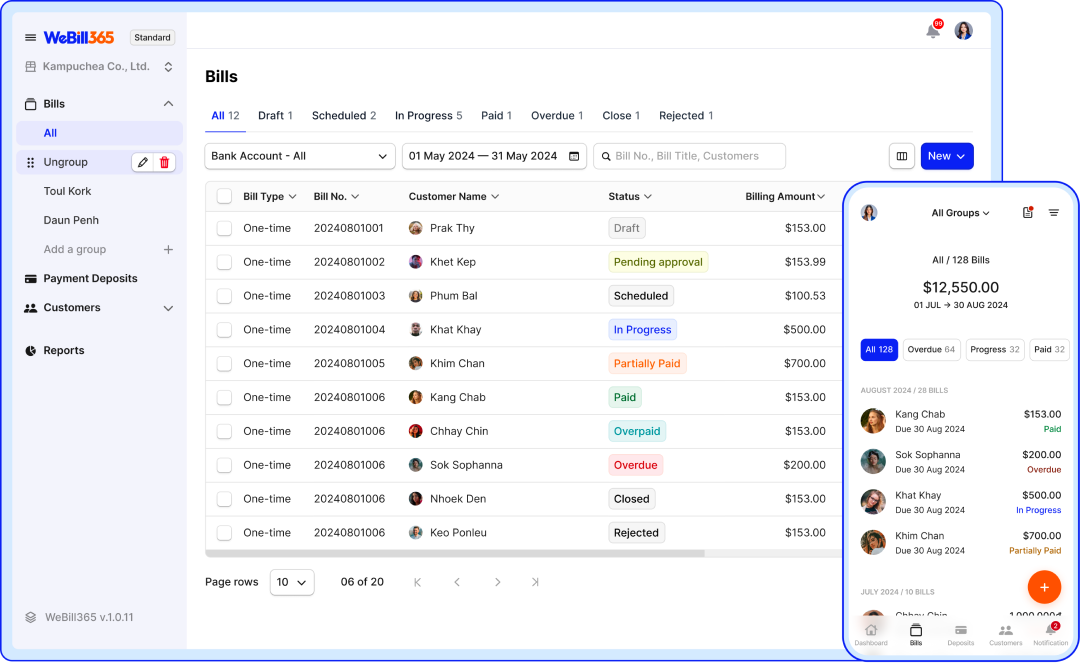 WeBill365 Standard
Kampuchea Co., Ltd.
Bills
All
Ungroup
Toul Kork
Daun Penh
Add a group
Payment Deposits
Customers
Reports
WeBill365 v.1.0.11
99
Bills
All 12 Draft 1 Scheduled 2 In Progress 5 Paid 1 Overdue 1 Close 1 Rejected 1
Bank Account - All 01 May 2024 — 31 May 2024 Bill No., Bill Title, Customers New
Bill Type Bill No. Customer Name Status Billing Amount
One-time 20240801001 Prak Thy Draft $153.00
One-time 20240801002 Khet Kep Pending approval $153.99
One-time 20240801003 Phum Bal Scheduled $100.53
One-time 20240801004 Khat Khay In Progress $500.00
One-time 20240801005 Khim Chan Partially Paid $700.00
One-time 20240801006 Kang Chab Paid $153.00
One-time 20240801006 Chhay Chin Overpaid $153.00
One-time 20240801006 Sok Sophanna Overdue $200.00
One-time 20240801006 Nhoek Den Closed $153.00
One-time 20240801006 Keo Ponleu Rejected $153.00
Page rows 10 06 of 20
All Groups
All / 128 Bills
$12,550.00
01 JUL → 30 AUG 2024
All 128 Overdue 64 Progress 32 Paid 32
AUGUST 2024 / 28 BILLS
Kang Chab $153.00
Due 30 Aug 2024 Paid
Sok Sophanna $200.00
Due 30 Aug 2024 Overdue
Khat Khay $500.00
Due 30 Aug 2024 In Progress
Khim Chan $700.00
Due 30 Aug 2024 Partially Paid
JULY 2024 / 10 BILLS
Chhay Chin
2
Dashboard Bills Deposits Customers Notification